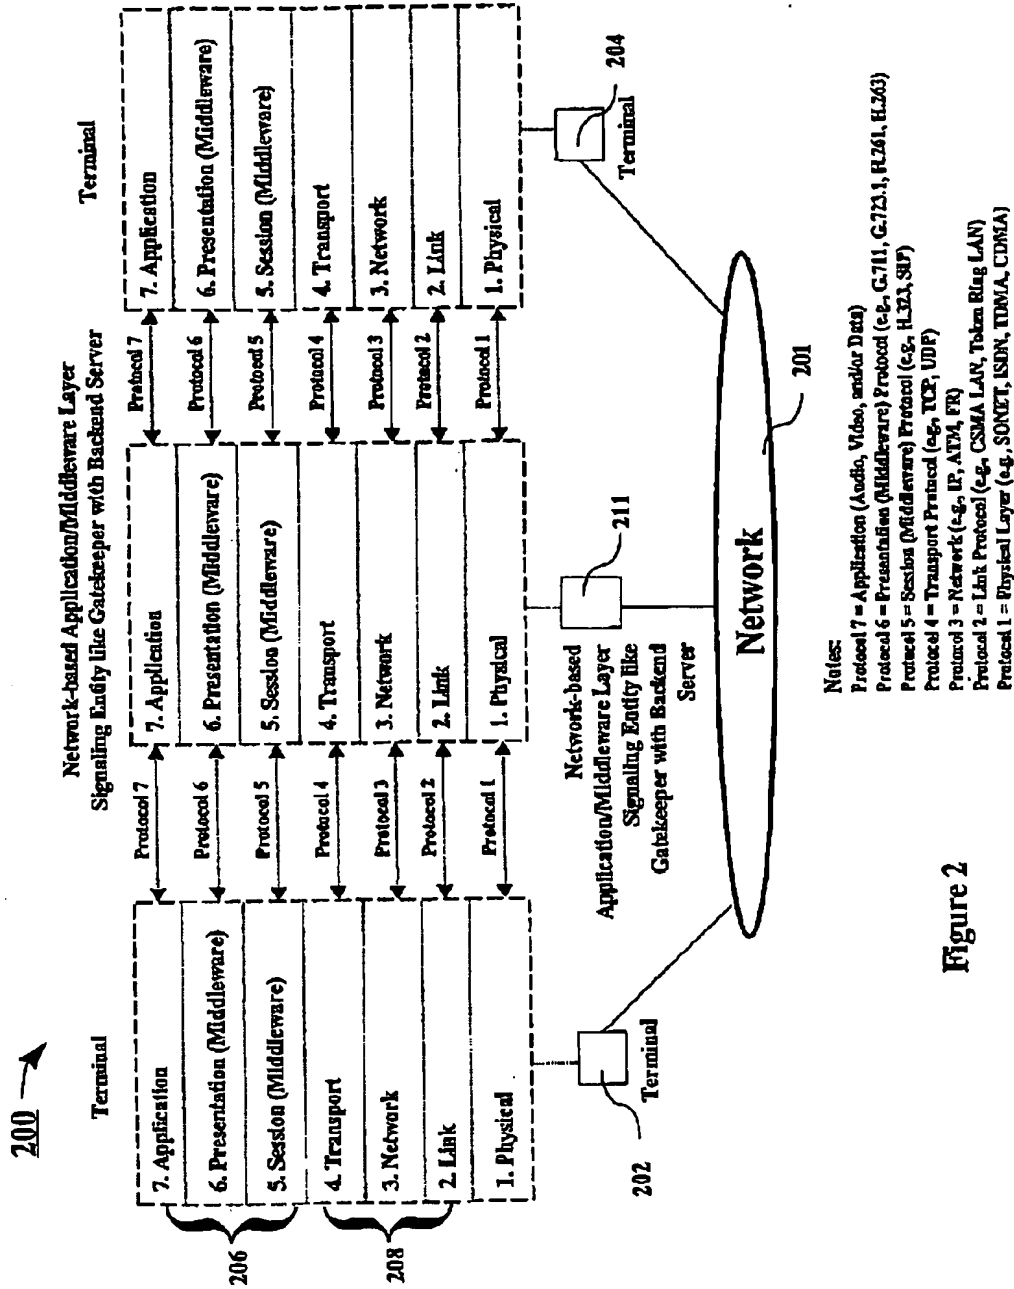 200
Terminal
Network-based Application/Middleware Layer
Signaling Entity like Gatekeeper with Backend Server
Terminal
7. Application
6. Presentation (Middleware)
5. Session (Middleware)
4. Transport
3. Network
2. Link
1. Physical
206
208
Protocol 7
Protocol 6
Protocol 5
Protocol 4
Protocol 3
Protocol 2
Protocol 1
7. Application
6. Presentation (Middleware)
5. Session (Middleware)
4. Transport
3. Network
2. Link
1. Physical
Protocol 7
Protocol 6
Protocol 5
Protocol 4
Protocol 3
Protocol 2
Protocol 1
7. Application
6. Presentation (Middleware)
5. Session (Middleware)
4. Transport
3. Network
2. Link
1. Physical
202
Terminal
Network-based
Application/Middleware Layer
Signaling Entity like
Gatekeeper with Backend
Server
211
Terminal
204
Network
201
Figure 2
Notes:
Protocol 7 = Application (Audio, Video, and/or Data)
Protocol 6 = Presentation (Middleware) Protocol (e.g., G.711, G.723.1, H.261, H.263)
Protocol 5 = Session (Middleware) Protocol (e.g., H.323, SIP)
Protocol 4 = Transport Protocol (e.g., TCP, UDP)
Protocol 3 = Network (e.g., IP, ATM, FR)
Protocol 2 = Link Protocol (e.g., CSMA LAN, Token Ring LAN)
Protocol 1 = Physical Layer (e.g., SONET, ISDN, TDMA, CDMA)